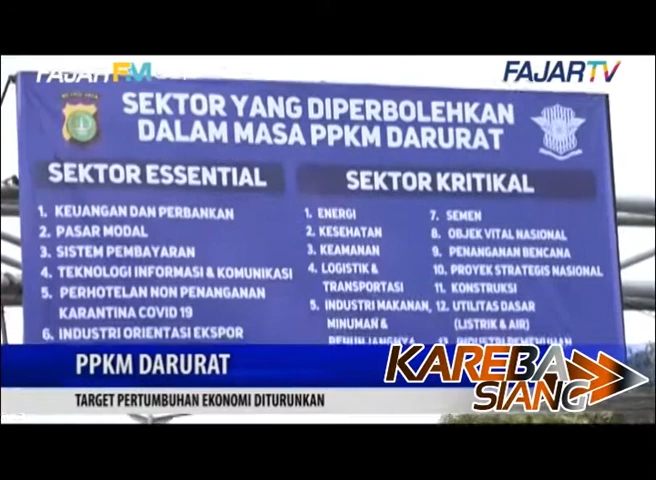 FAJAR FM
FAJAR TV
SEKTOR YANG DIPERBOLEHKAN
DALAM MASA PPKM DARURAT
SEKTOR ESSENTIAL
1. KEUANGAN DAN PERBANKAN
2. PASAR MODAL
3. SISTEM PEMBAYARAN
4. TEKNOLOGI INFORMASI & KOMUNIKASI
5. PERHOTELAN NON PENANGANAN
KARANTINA COVID 19
6. INDUSTRI ORIENTASI EKSPOR
SEKTOR KRITIKAL
1. ENERGI
2. KESEHATAN
3. KEAMANAN
4. LOGISTIK &
TRANSPORTASI
5. INDUSTRI MAKANAN,
MINUMAN &
PENUNJANGNYA
7. SEMEN
8. OBJEK VITAL NASIONAL
9. PENANGANAN BENCANA
10. PROYEK STRATEGIS NASIONAL
11. KONSTRUKSI
12. UTILITAS DASAR
(LISTRIK & AIR)
13. INDUSTRI PEMENUHAN
PPKM DARURAT
TARGET PERTUMBUHAN EKONOMI DITURUNKAN
KAREBA
SIANG